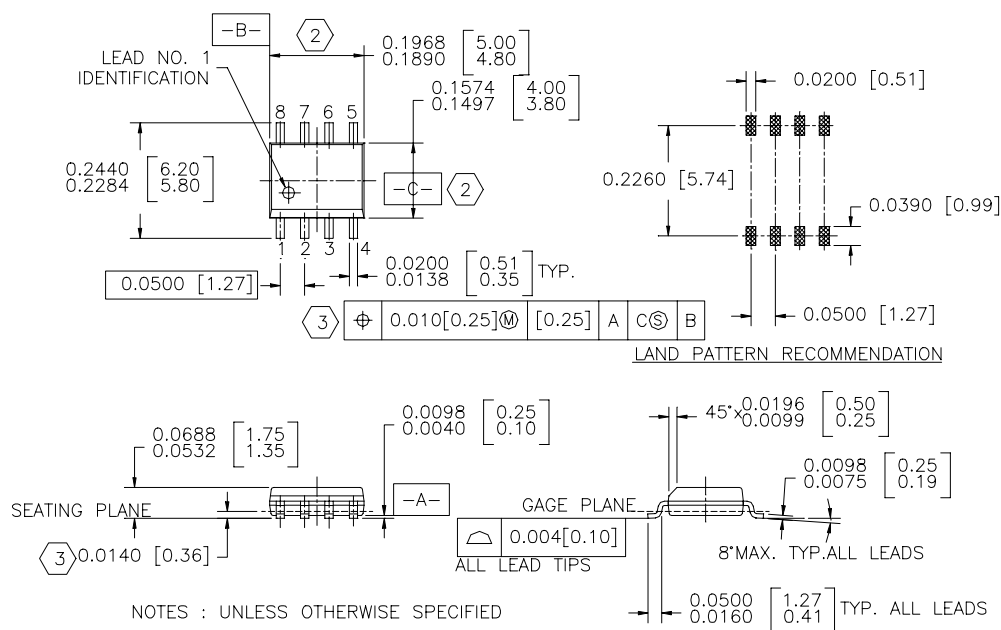 -B-
2
0.1968 [5.00]
0.1890 [4.80]
LEAD NO. 1
IDENTIFICATION
0.1574 [4.00]
0.1497 [3.80]
0.0200 [0.51]
8 7 6 5
0.2440 [6.20]
0.2284 [5.80]
-C-
2
0.2260 [5.74]
0.0390 [0.99]
1 2 3 4
0.0500 [1.27]
0.0200 [0.51] TYP.
0.0138 [0.35]
0.0500 [1.27]
3 ⌖ 0.010[0.25]Ⓜ [0.25] A CⓈ B
LAND PATTERN RECOMMENDATION
0.0688 [1.75]
0.0532 [1.35]
0.0098 [0.25]
0.0040 [0.10]
45°x 0.0196 [0.50]
0.0099 [0.25]
0.0098 [0.25]
0.0075 [0.19]
-A-
SEATING PLANE
GAGE PLANE
3 0.0140 [0.36]
⌓ 0.004[0.10]
ALL LEAD TIPS
8°MAX. TYP.ALL LEADS
0.0500 [1.27] TYP. ALL LEADS
0.0160 [0.41]
NOTES : UNLESS OTHERWISE SPECIFIED